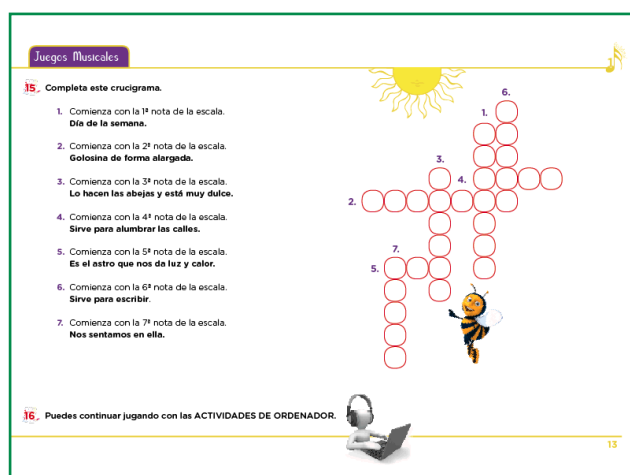 Juegos Musicales
15. Completa este crucigrama.
1. Comienza con la 1ª nota de la escala.
Día de la semana.
2. Comienza con la 2ª nota de la escala.
Golosina de forma alargada.
3. Comienza con la 3ª nota de la escala.
Lo hacen las abejas y está muy dulce.
4. Comienza con la 4ª nota de la escala.
Sirve para alumbrar las calles.
5. Comienza con la 5ª nota de la escala.
Es el astro que nos da luz y calor.
6. Comienza con la 6ª nota de la escala.
Sirve para escribir.
7. Comienza con la 7ª nota de la escala.
Nos sentamos en ella.
6.
1.
3.
4.
2.
7.
5.
16. Puedes continuar jugando con las ACTIVIDADES DE ORDENADOR.
13